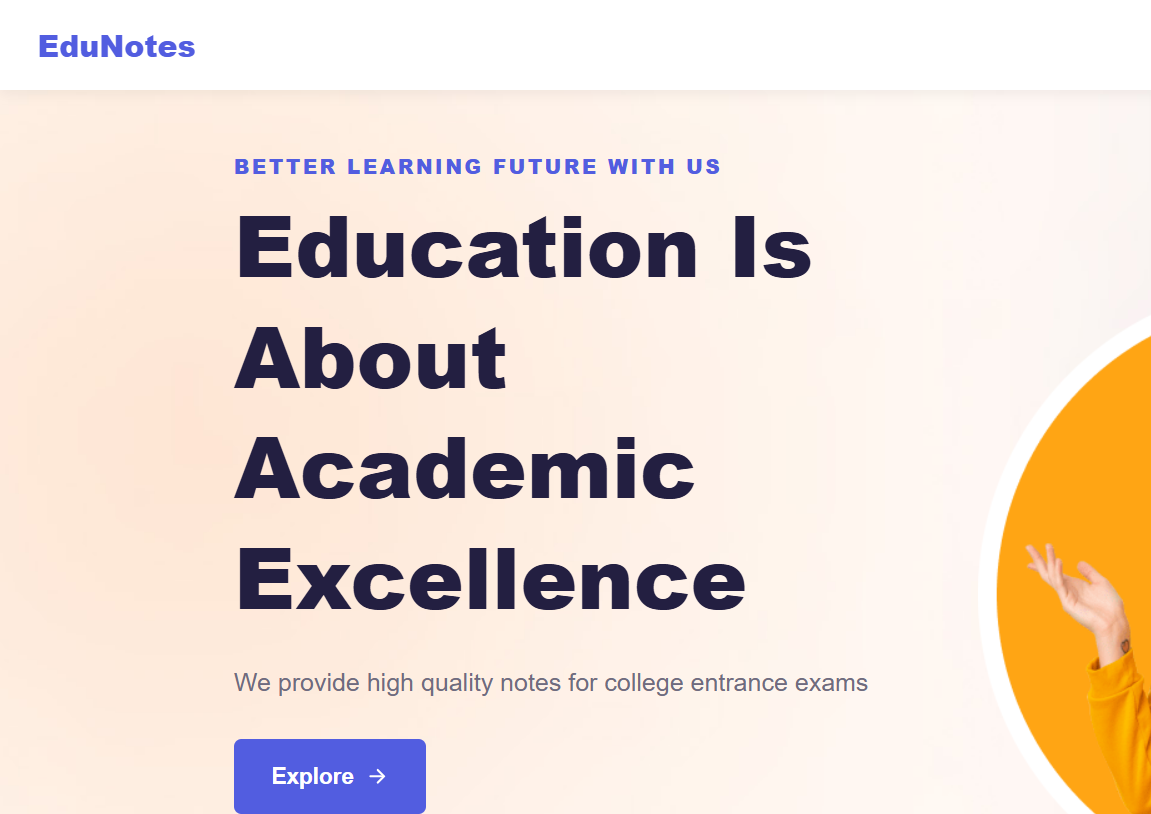 EduNotes
BETTER LEARNING FUTURE WITH US
Education Is
About
Academic
Excellence
We provide high quality notes for college entrance exams
Explore →